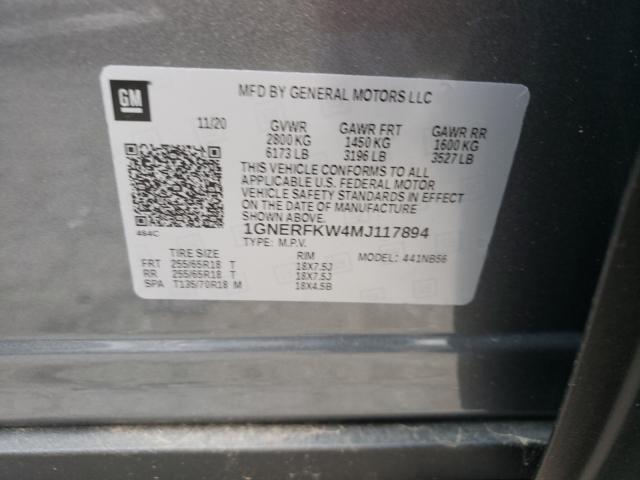 GM
MFD BY GENERAL MOTORS LLC
11/20 GVWR GAWR FRT GAWR RR
2800 KG 1450 KG 1600 KG
6173 LB 3196 LB 3527 LB
THIS VEHICLE CONFORMS TO ALL
APPLICABLE U.S. FEDERAL MOTOR
VEHICLE SAFETY STANDARDS IN EFFECT
ON THE DATE OF MANUFACTURE
SHOWN ABOVE.
484C 1GNERFKW4MJ117894
TYPE: M.P.V. MODEL: 441NB56
TIRE SIZE RIM
FRT 255/65R18 T 18X7.5J
RR 255/65R18 T 18X7.5J
SPA T135/70R18 M 18X4.5B